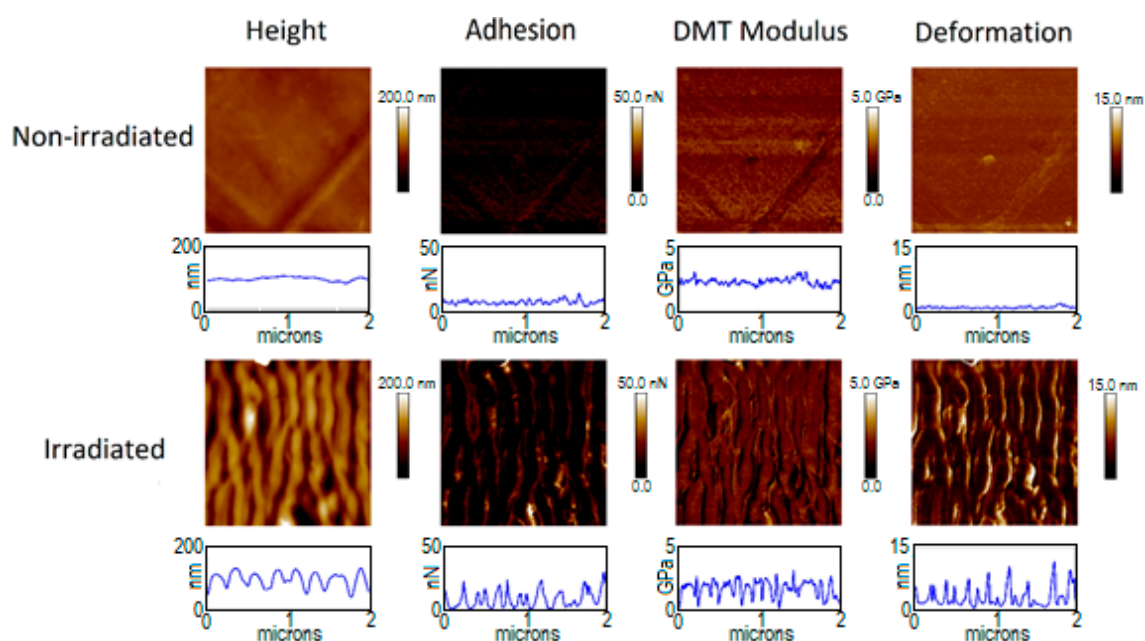 Height Adhesion DMT Modulus Deformation
Non-irradiated
200.0 nm 50.0 nN 5.0 GPa 15.0 nm
0.0 0.0
200 50 5 15
nm nN GPa nm
0 0 0 0
0 1 2 0 1 2 0 1 2 0 1 2
microns microns microns microns
Irradiated
200.0 nm 50.0 nN 5.0 GPa 15.0 nm
0.0 0.0
200 50 5 15
nm nN GPa nm
0 0 0 0
0 1 2 0 1 2 0 1 2 0 1 2
microns microns microns microns